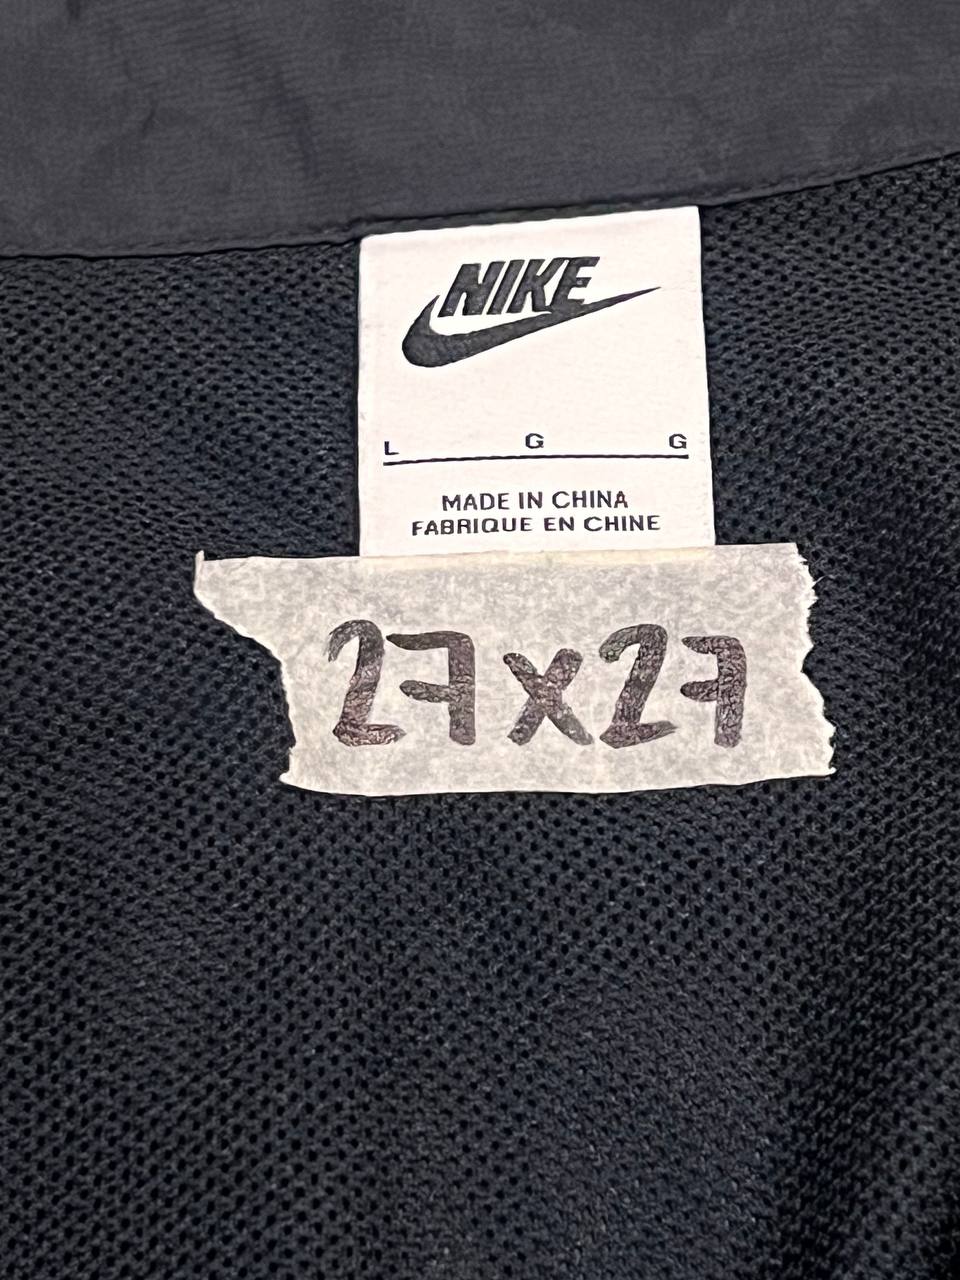 NIKE
L G G
MADE IN CHINA
FABRIQUE EN CHINE
27x27